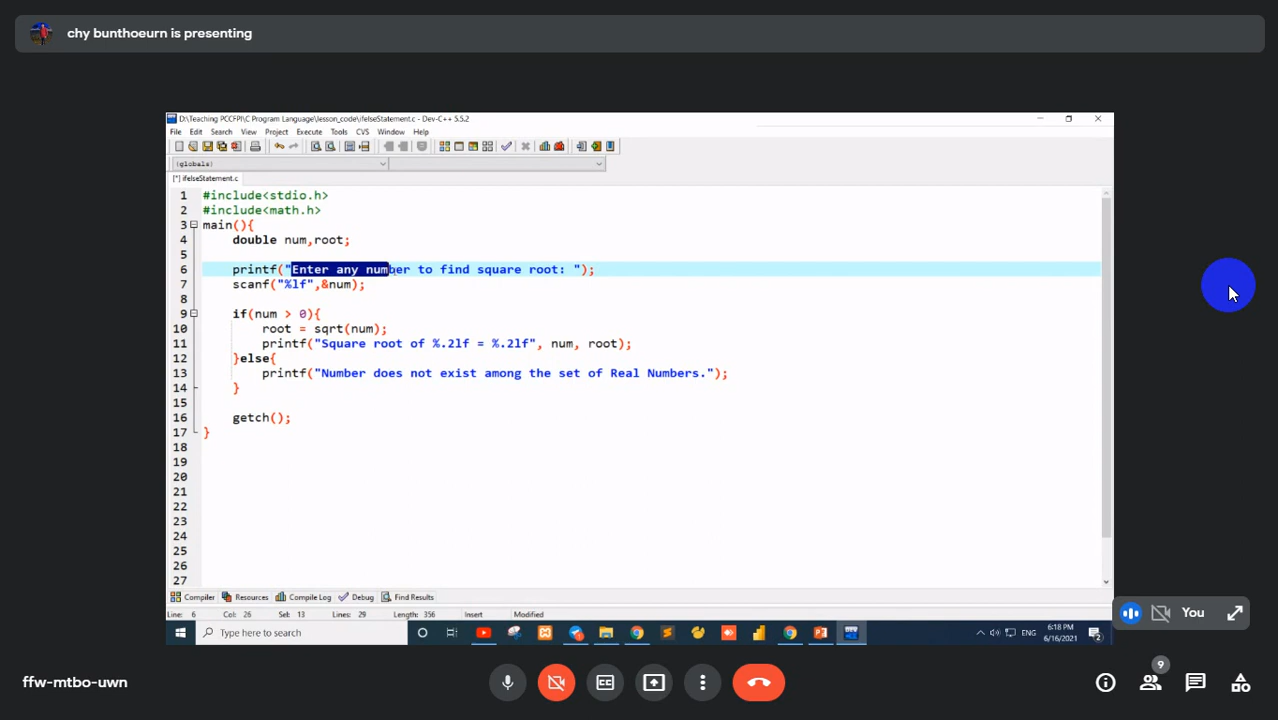 chy bunthoeurn is presenting
D:\Teaching PCCFPI\C Program Language\lesson_code\ifelseStatement.c - Dev-C++ 5.5.2
File Edit Search View Project Execute Tools CVS Window Help
(globals)
[*] ifelseStatement.c
1 #include<stdio.h>
2 #include<math.h>
3 main(){
4 double num,root;
5
6 printf("Enter any number to find square root: ");
7 scanf("%lf",&num);
8
9 if(num > 0){
10 root = sqrt(num);
11 printf("Square root of %.2lf = %.2lf", num, root);
12 }else{
13 printf("Number does not exist among the set of Real Numbers.");
14 }
15
16 getch();
17 }
18
19
20
21
22
23
24
25
26
27
Compiler Resources Compile Log Debug Find Results
Line: 6 Col: 26 Sel: 13 Lines: 29 Length: 356 Insert Modified
Type here to search
ENG
6:18 PM
6/16/2021
2
You
ffw-mtbo-uwn
9